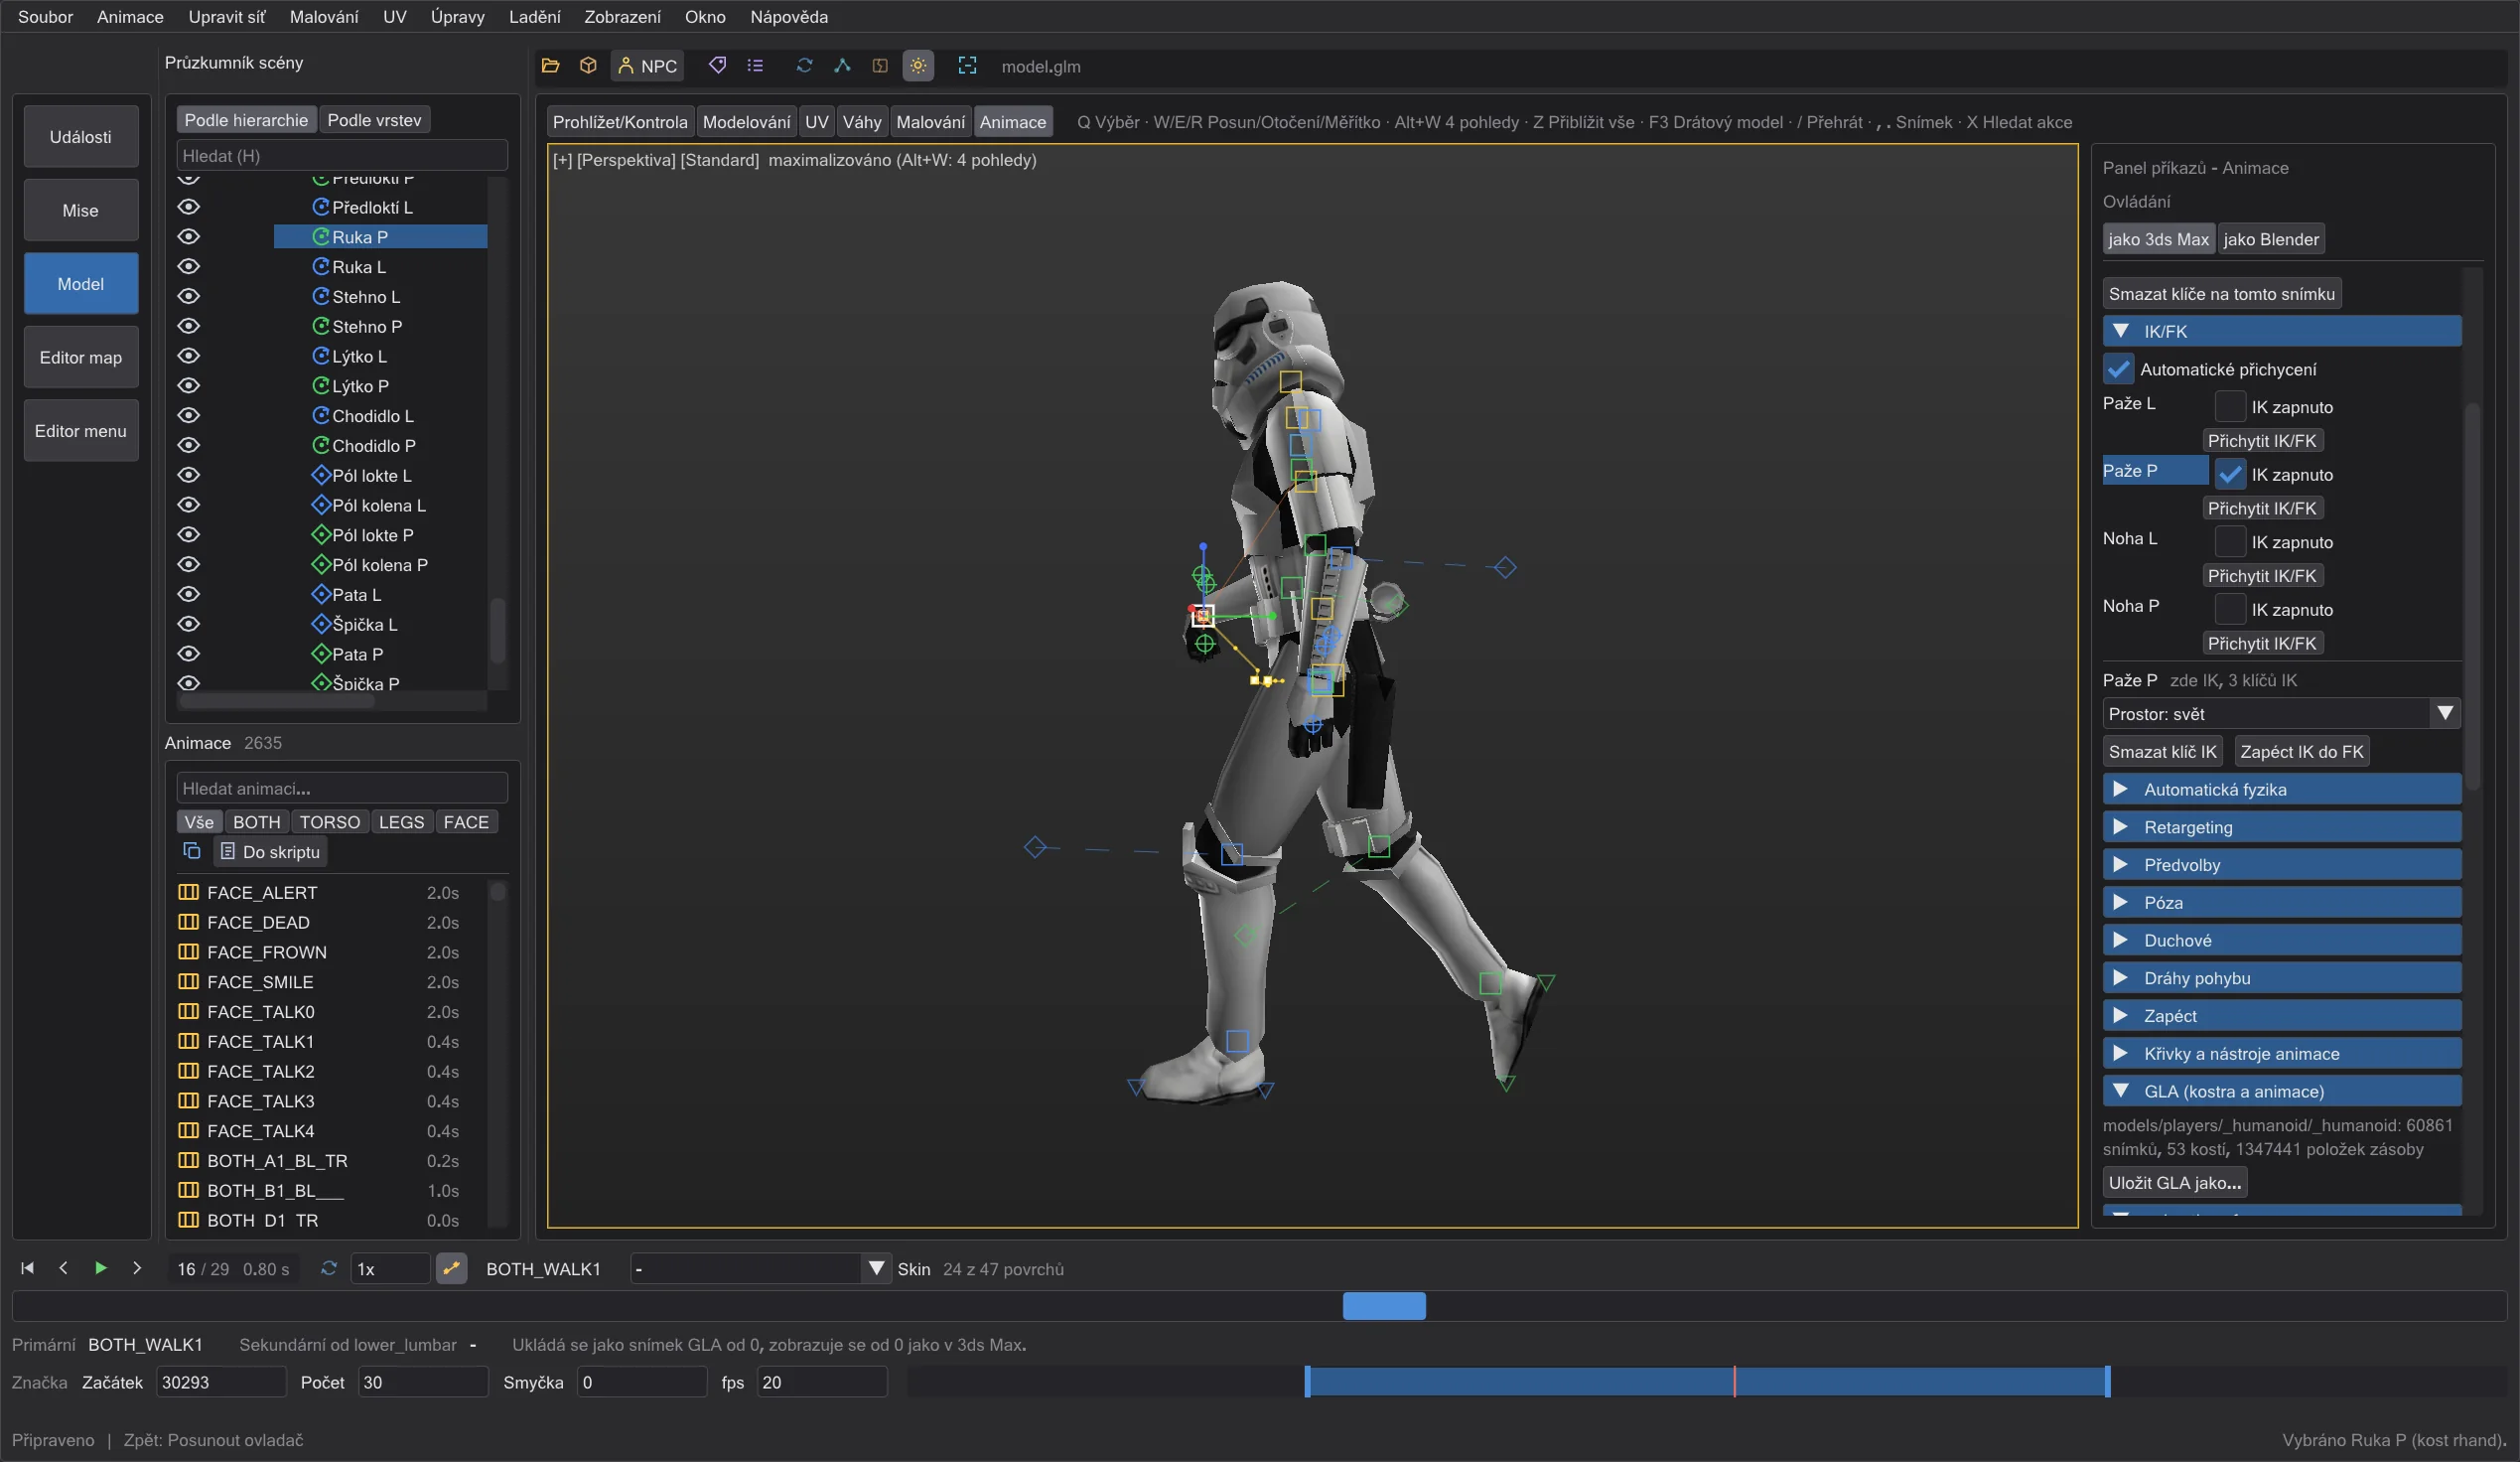 Soubor Animace Upravit síť Malování UV Úpravy Ladění Zobrazení Okno Nápověda
Průzkumník scény
NPC model.glm
Události
Mise
Model
Editor map
Editor menu
Podle hierarchie Podle vrstev
Hledat (H)
Předloktí P
Předloktí L
Ruka P
Ruka L
Stehno L
Stehno P
Lýtko L
Lýtko P
Chodidlo L
Chodidlo P
Pól lokte L
Pól kolena L
Pól lokte P
Pól kolena P
Pata L
Špička L
Pata P
Špička P
Animace 2635
Hledat animaci...
Vše BOTH TORSO LEGS FACE
Do skriptu
FACE_ALERT 2.0s
FACE_DEAD 2.0s
FACE_FROWN 2.0s
FACE_SMILE 2.0s
FACE_TALK0 2.0s
FACE_TALK1 0.4s
FACE_TALK2 0.4s
FACE_TALK3 0.4s
FACE_TALK4 0.4s
BOTH_A1_BL_TR 0.2s
BOTH_B1_BL___ 1.0s
BOTH_D1_TR 0.0s
Prohlížet/Kontrola Modelování UV Váhy Malování Animace Q Výběr · W/E/R Posun/Otočení/Měřítko · Alt+W 4 pohledy · Z Přiblížit vše · F3 Drátový model · / Přehrát · , . Snímek · X Hledat akce
[+] [Perspektiva] [Standard] maximalizováno (Alt+W: 4 pohledy)
Panel příkazů - Animace
Ovládání
jako 3ds Max jako Blender
Smazat klíče na tomto snímku
IK/FK
Automatické přichycení
Paže L IK zapnuto
Přichytit IK/FK
Paže P IK zapnuto
Přichytit IK/FK
Noha L IK zapnuto
Přichytit IK/FK
Noha P IK zapnuto
Přichytit IK/FK
Paže P zde IK, 3 klíčů IK
Prostor: svět
Smazat klíč IK Zapéct IK do FK
Automatická fyzika
Retargeting
Předvolby
Póza
Duchové
Dráhy pohybu
Zapéct
Křivky a nástroje animace
GLA (kostra a animace)
models/players/_humanoid/_humanoid: 60861
snímků, 53 kostí, 1347441 položek zásoby
Uložit GLA jako...
16 / 29 0.80 s 1x BOTH_WALK1 - Skin 24 z 47 povrchů
Primární BOTH_WALK1 Sekundární od lower_lumbar - Ukládá se jako snímek GLA od 0, zobrazuje se od 0 jako v 3ds Max.
Značka Začátek 30293 Počet 30 Smyčka 0 fps 20
Připraveno | Zpět: Posunout ovladač
Vybráno Ruka P (kost rhand).